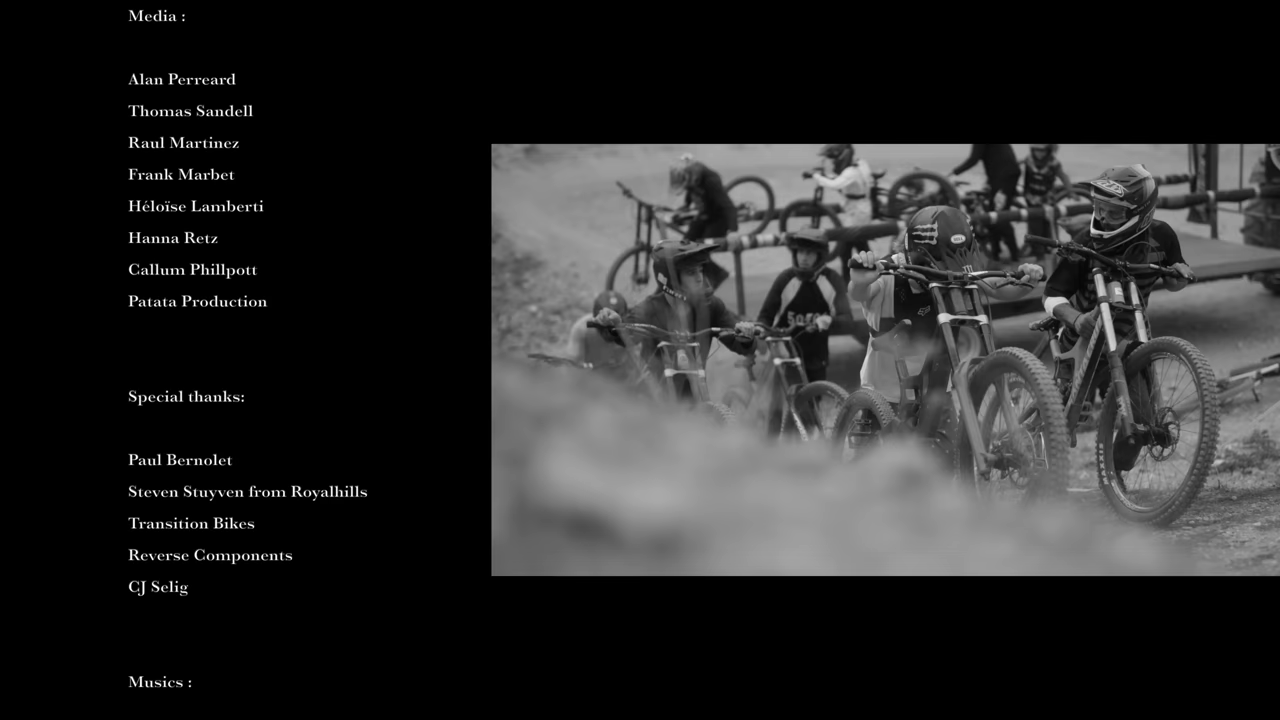 Media :
Alan Perreard
Thomas Sandell
Raul Martinez
Frank Marbet
Héloïse Lamberti
Hanna Retz
Callum Phillpott
Patata Production
Special thanks:
Paul Bernolet
Steven Stuyven from Royalhills
Transition Bikes
Reverse Components
CJ Selig
Musics :